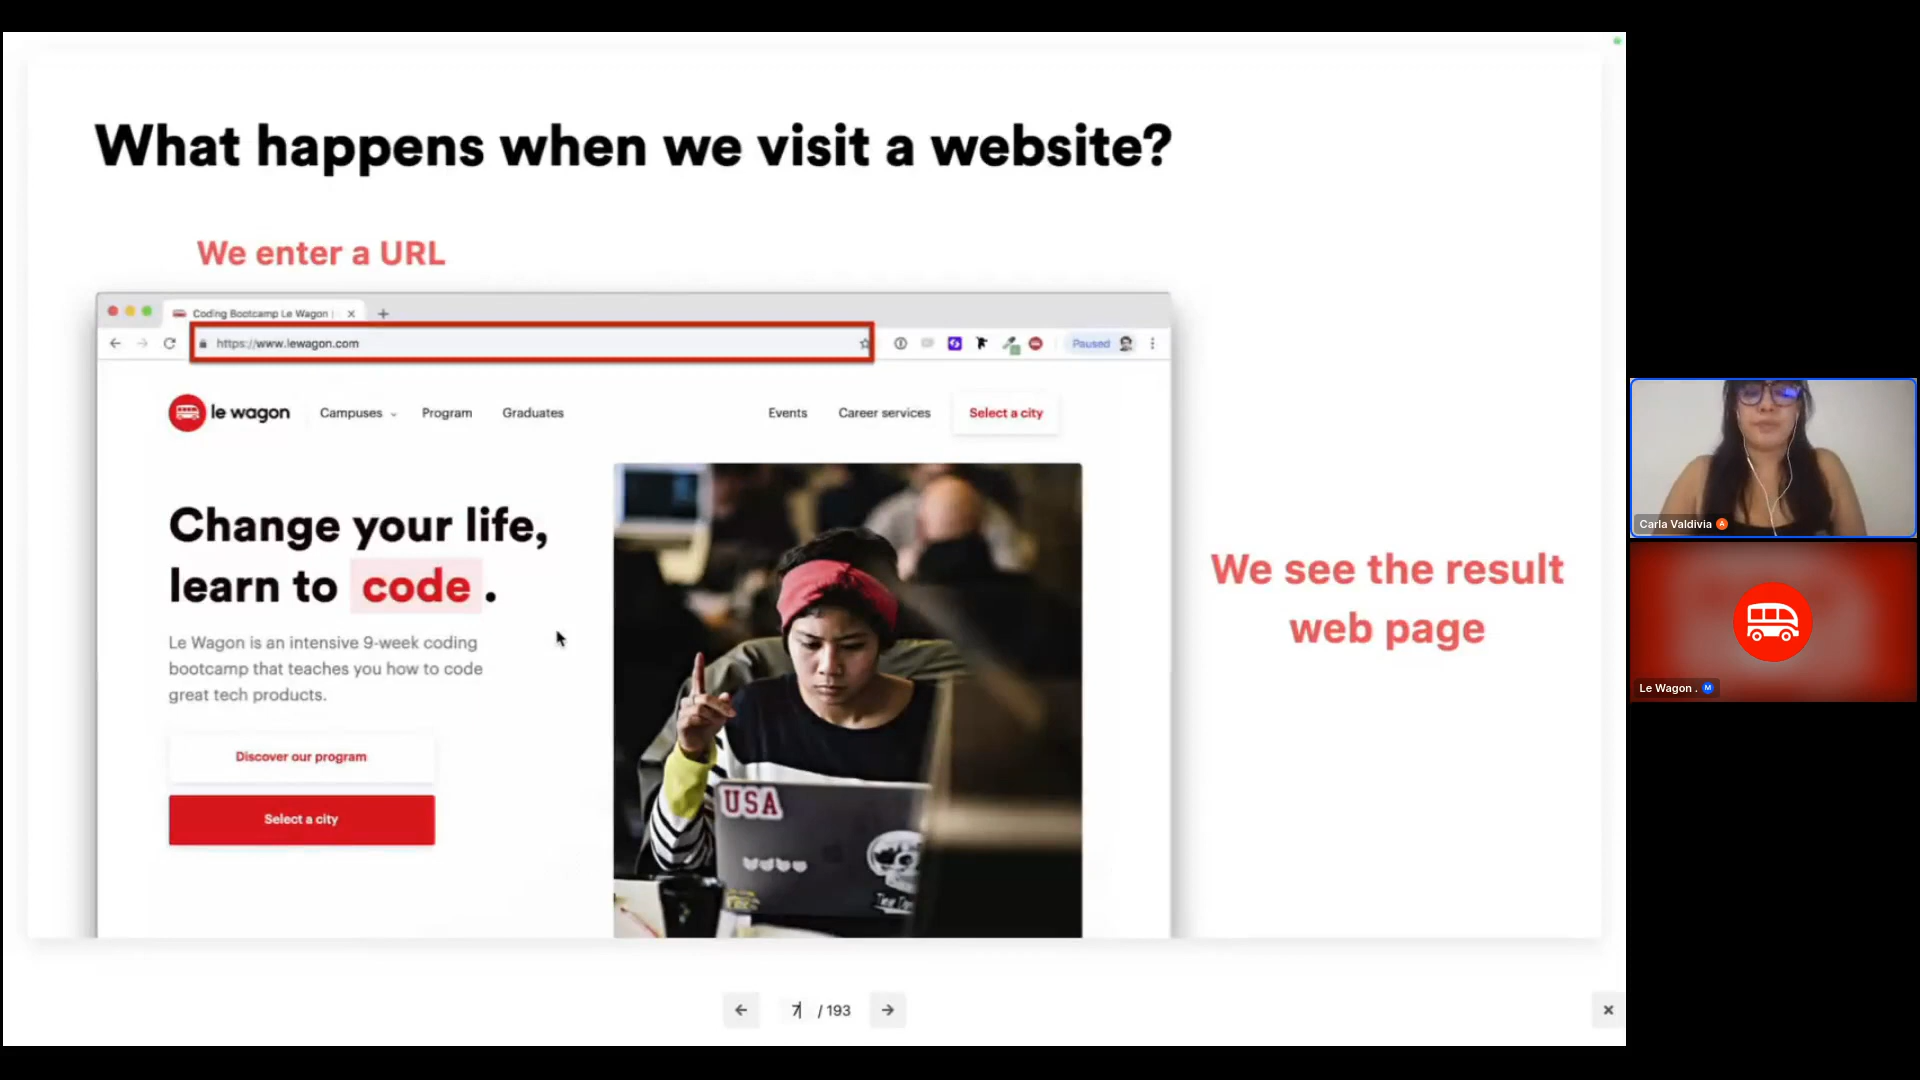 What happens when we visit a website?
We enter a URL
Coding Bootcamp Le Wagon |
https://www.lewagon.com
Paused
le wagon
Campuses
Program
Graduates
Events
Career services
Select a city
Change your life,
learn to code .
Le Wagon is an intensive 9-week coding
bootcamp that teaches you how to code
great tech products.
Discover our program
Select a city
USA
We see the result
web page
7 / 193
Carla Valdivia A
Le Wagon . M